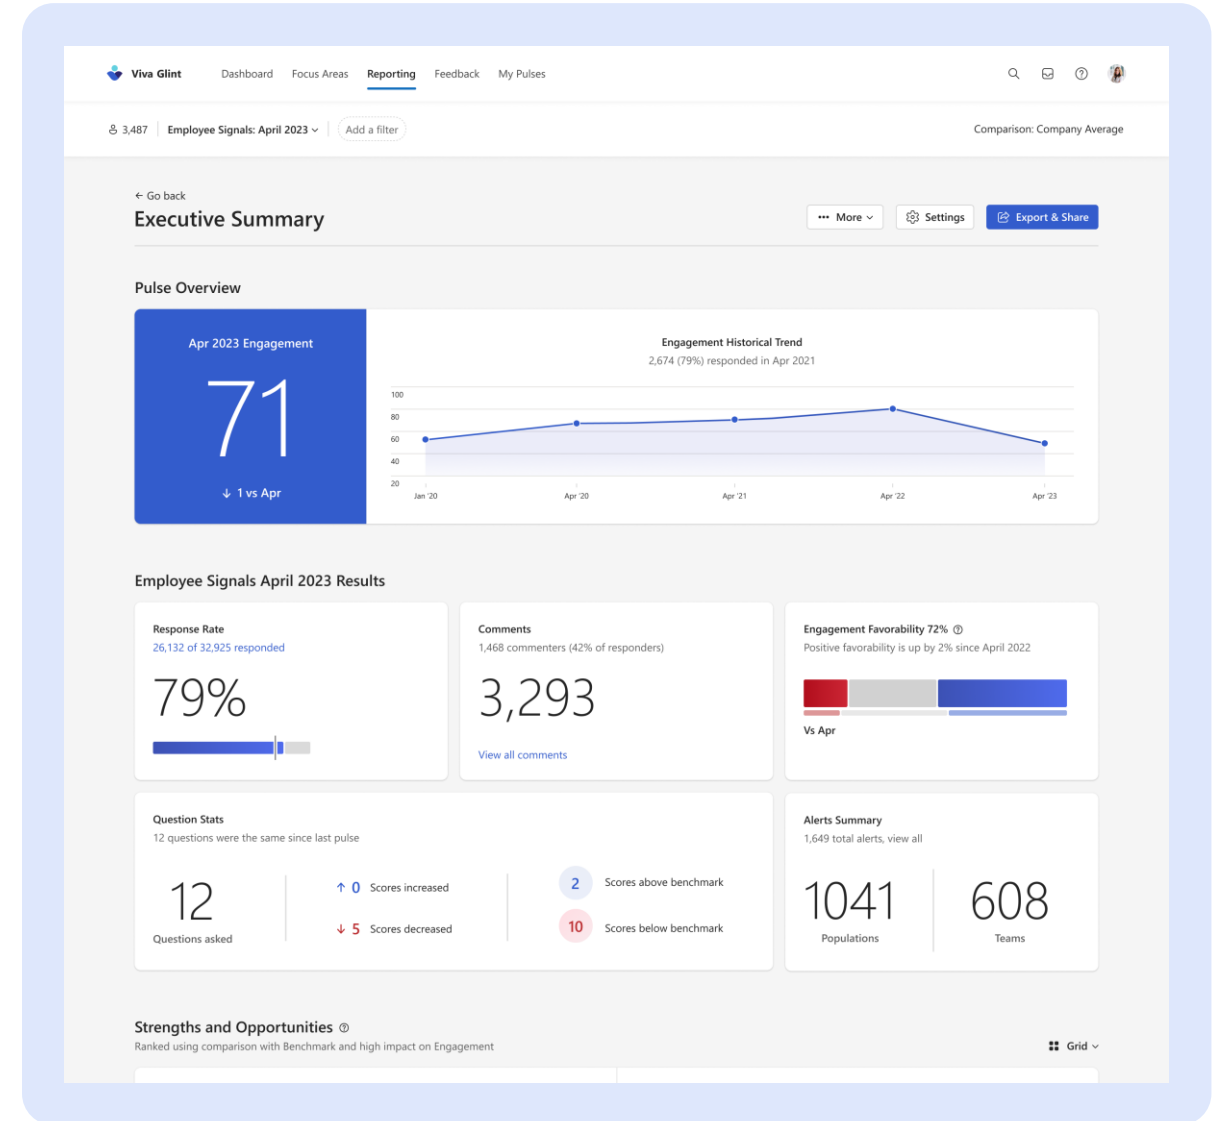 Viva Glint Dashboard Focus Areas Reporting Feedback My Pulses
3,487 Employee Signals: April 2023 Add a filter Comparison: Company Average
← Go back
Executive Summary
••• More Settings Export & Share
Pulse Overview
Apr 2023 Engagement
71
↓ 1 vs Apr
Engagement Historical Trend
2,674 (79%) responded in Apr 2021
100
80
60
40
20
Jan '20 Apr '20 Apr '21 Apr '22 Apr '23
Employee Signals April 2023 Results
Response Rate
26,132 of 32,925 responded
79%
Comments
1,468 commenters (42% of responders)
3,293
View all comments
Engagement Favorability 72%
Positive favorability is up by 2% since April 2022
Vs Apr
Question Stats
12 questions were the same since last pulse
12
Questions asked
↑ 0 Scores increased
↓ 5 Scores decreased
2 Scores above benchmark
10 Scores below benchmark
Alerts Summary
1,649 total alerts, view all
1041
Populations
608
Teams
Strengths and Opportunities
Ranked using comparison with Benchmark and high impact on Engagement
Grid